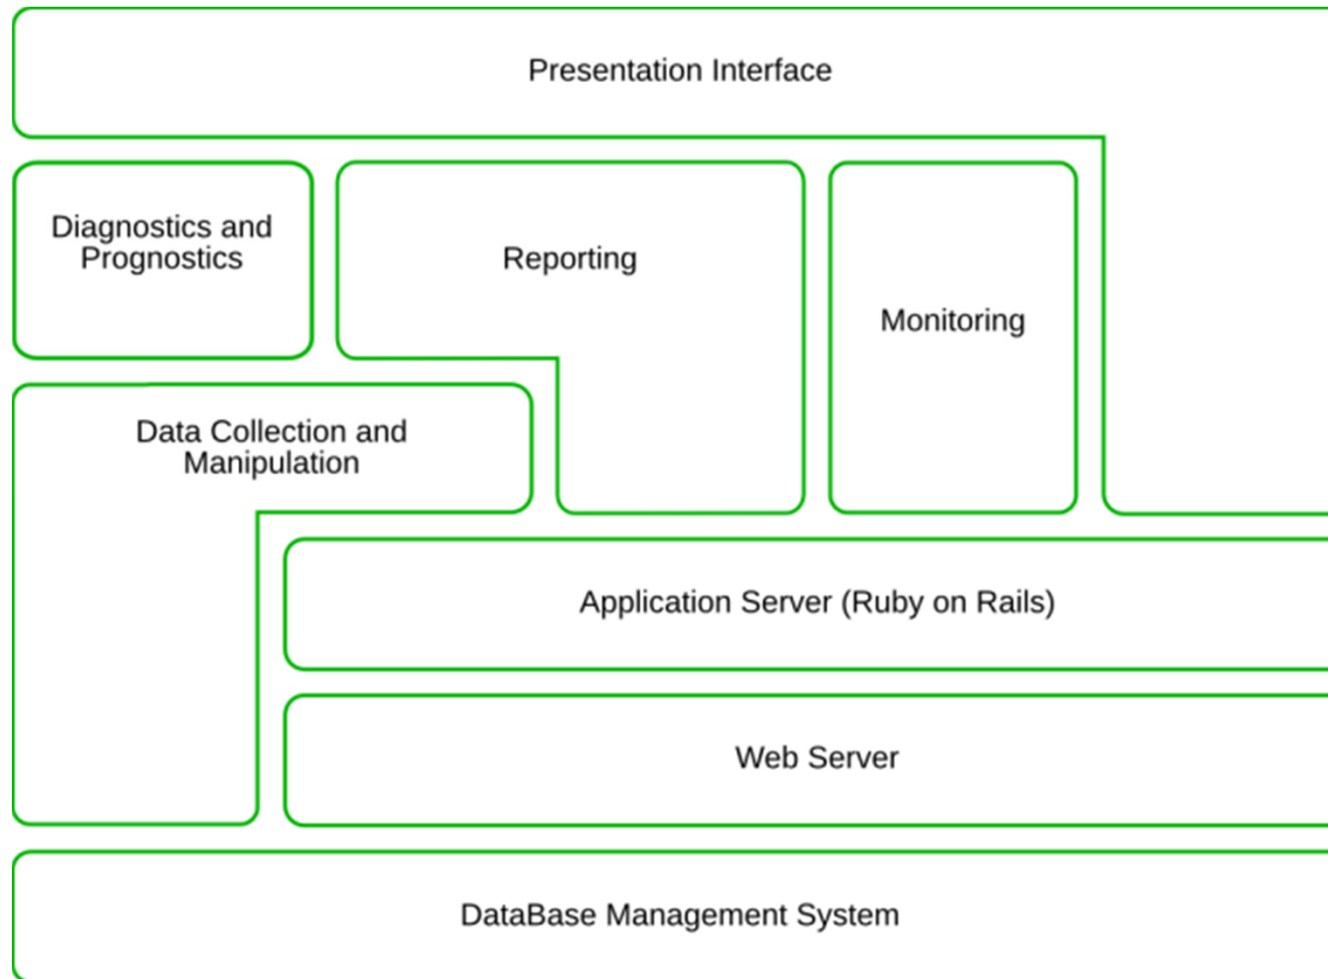 Presentation Interface
Diagnostics and
Prognostics
Reporting
Monitoring
Data Collection and
Manipulation
Application Server (Ruby on Rails)
Web Server
DataBase Management System